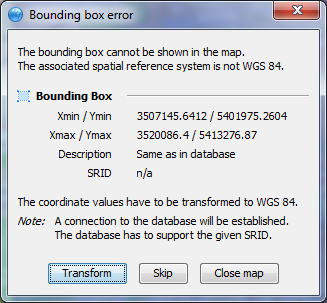 Bounding box error
The bounding box cannot be shown in the map.
The associated spatial reference system is not WGS 84.
Bounding Box
Xmin / Ymin 3507145.6412 / 5401975.2604
Xmax / Ymax 3520086.4 / 5413276.87
Description Same as in database
SRID n/a
The coordinate values have to be transformed to WGS 84.
Note: A connection to the database will be established.
The database has to support the given SRID.
Transform Skip Close map